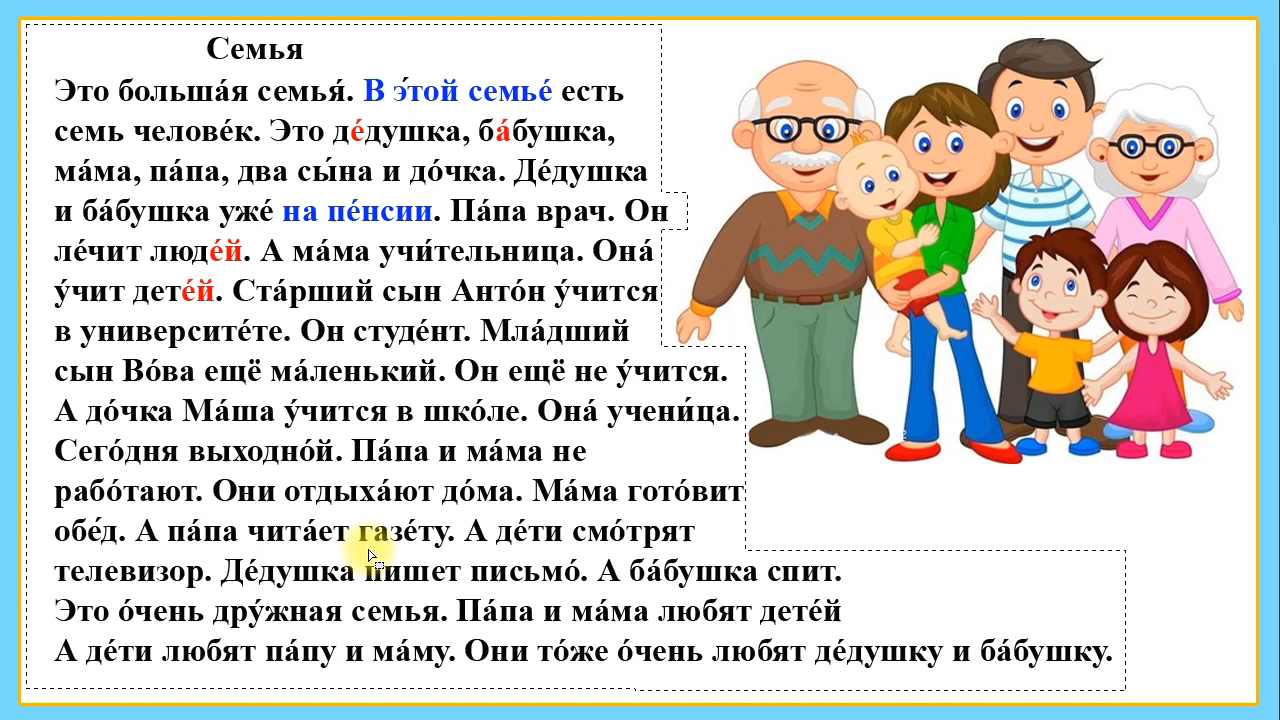 Семья
Это больша́я семья́. В э́той семье́ есть
семь челове́к. Это де́душка, ба́бушка,
ма́ма, па́па, два сы́на и до́чка. Де́душка
и ба́бушка уже́ на пе́нсии. Па́па врач. Он
ле́чит люде́й. А ма́ма учи́тельница. Она́
у́чит дете́й. Ста́рший сын Анто́н у́чится
в университе́те. Он студе́нт. Мла́дший
сын Во́ва ещё ма́ленький. Он ещё не у́чится.
А до́чка Ма́ша у́чится в шко́ле. Она́ учени́ца.
Сего́дня выходно́й. Па́па и ма́ма не
рабо́тают. Они отдыха́ют до́ма. Ма́ма гото́вит
обе́д. А па́па чита́ет газе́ту. А де́ти смо́трят
телевизор. Де́душка пишет письмо́. А ба́бушка спит.
Это о́чень дру́жная семья. Па́па и ма́ма любят дете́й
А де́ти любят па́пу и ма́му. Они то́же о́чень любят де́душку и ба́бушку.